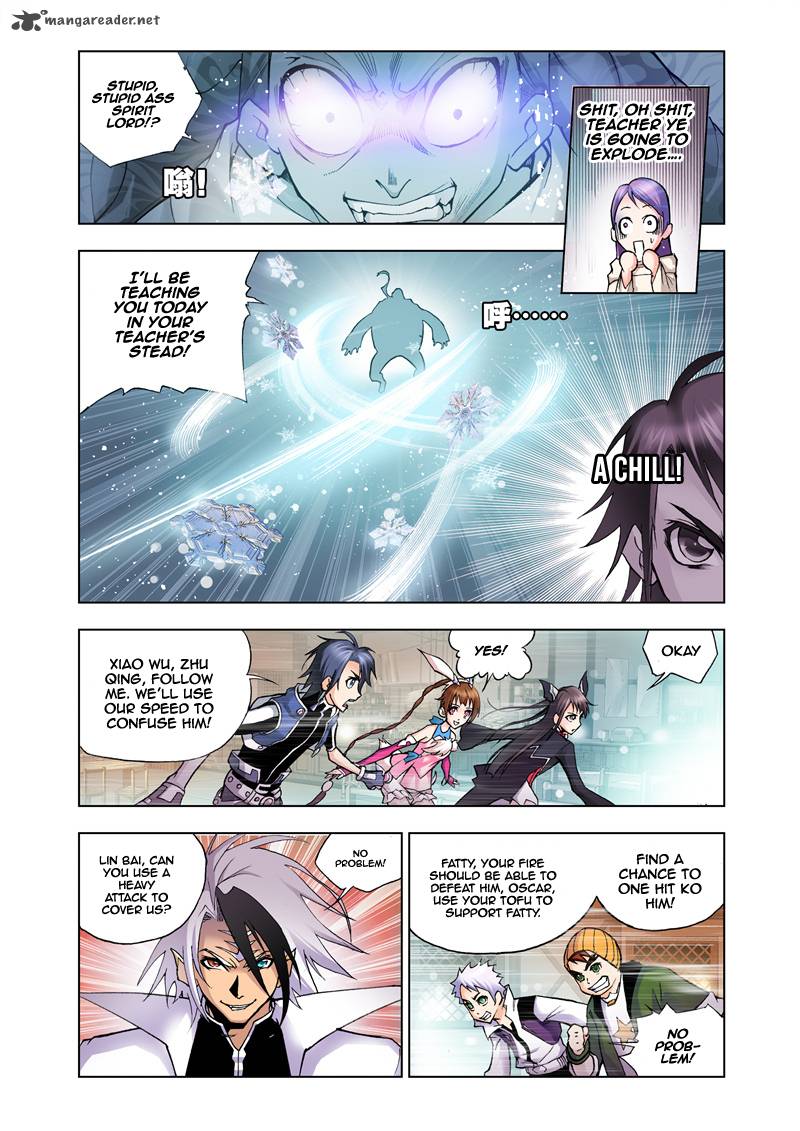 mangareader.net
STUPID,
STUPID ASS
SPIRIT
LORD!?
嗡!
SHIT, OH SHIT,
TEACHER YE
IS GOING TO
EXPLODE....
I'LL BE
TEACHING
YOU TODAY
IN YOUR
TEACHER'S
STEAD!
呼……
A CHILL!
XIAO WU, ZHU
QING, FOLLOW
ME. WE'LL USE
OUR SPEED TO
CONFUSE HIM!
YES!
OKAY
LIN BAI, CAN
YOU USE A
HEAVY
ATTACK TO
COVER US?
NO
PROBLEM!
FATTY, YOUR FIRE
SHOULD BE ABLE TO
DEFEAT HIM, OSCAR,
USE YOUR TOFU TO
SUPPORT FATTY.
FIND A
CHANCE TO
ONE HIT KO
HIM!
NO
PROB-
LEM!